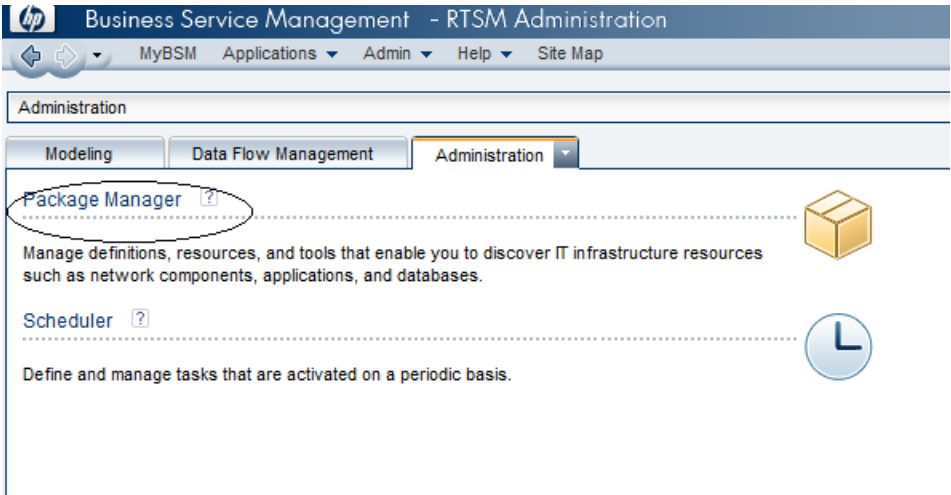 hp Business Service Management - RTSM Administration
MyBSM Applications Admin Help Site Map
Administration
Modeling Data Flow Management Administration
Package Manager ?
Manage definitions, resources, and tools that enable you to discover IT infrastructure resources
such as network components, applications, and databases.
Scheduler ?
Define and manage tasks that are activated on a periodic basis.